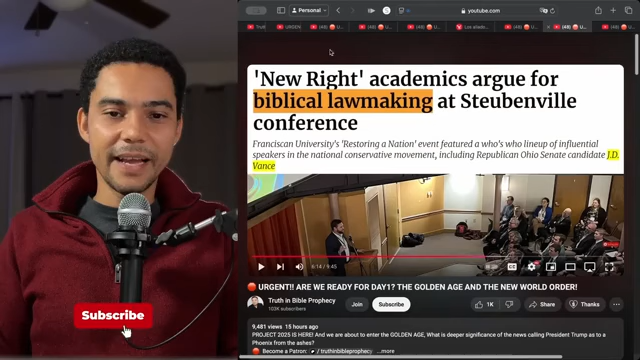 Personal
youtube.com
'New Right' academics argue for
biblical lawmaking at Steubenville
conference
Franciscan University's 'Restoring a Nation' event featured a who's who lineup of influential
speakers in the national conservative movement, including Republican Ohio Senate candidate J.D.
Vance
6:14 / 9:45
URGENT!! ARE WE READY FOR DAY1? THE GOLDEN AGE AND THE NEW WORLD ORDER!
Truth in Bible Prophecy
103K subscribers
Join
Subscribe
1K
Share
Thanks
9,481 views 15 hours ago
PROJECT 2025 IS HERE! And we are about to enter the GOLDEN AGE, What is deeper significance of the news calling President Trump as to a
Phoenix from the ashes?
Become a Patron: / truthinbibleprophecy ...more
Subscribe